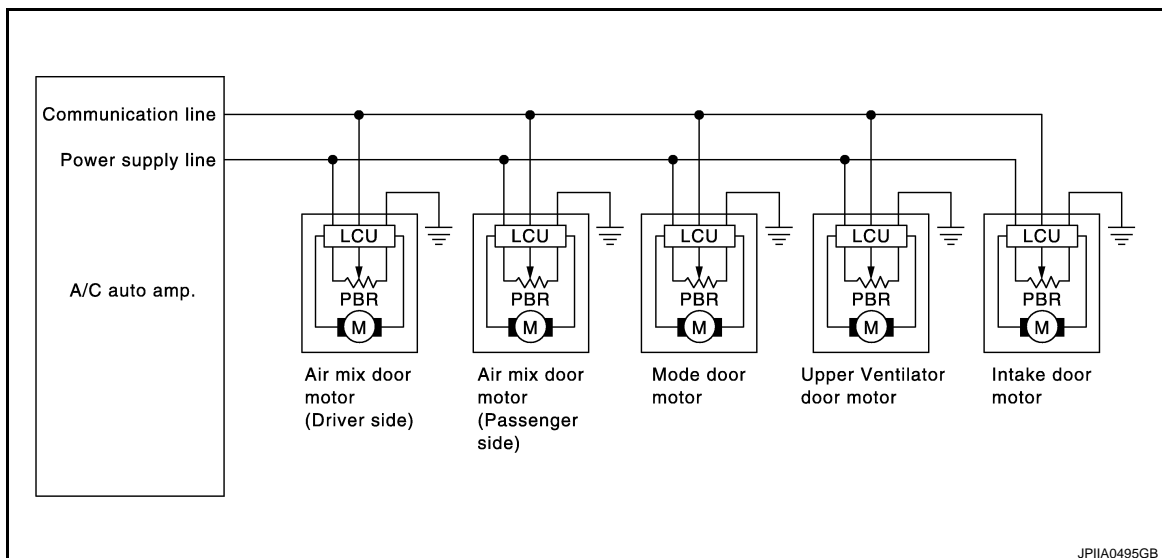 Communication line
Power supply line
A/C auto amp.
LCU
PBR
M
LCU
PBR
M
LCU
PBR
M
LCU
PBR
M
LCU
PBR
M
Air mix door
motor
(Driver side)
Air mix door
motor
(Passenger
side)
Mode door
motor
Upper Ventilator
door motor
Intake door
motor
JPIIA0495GB